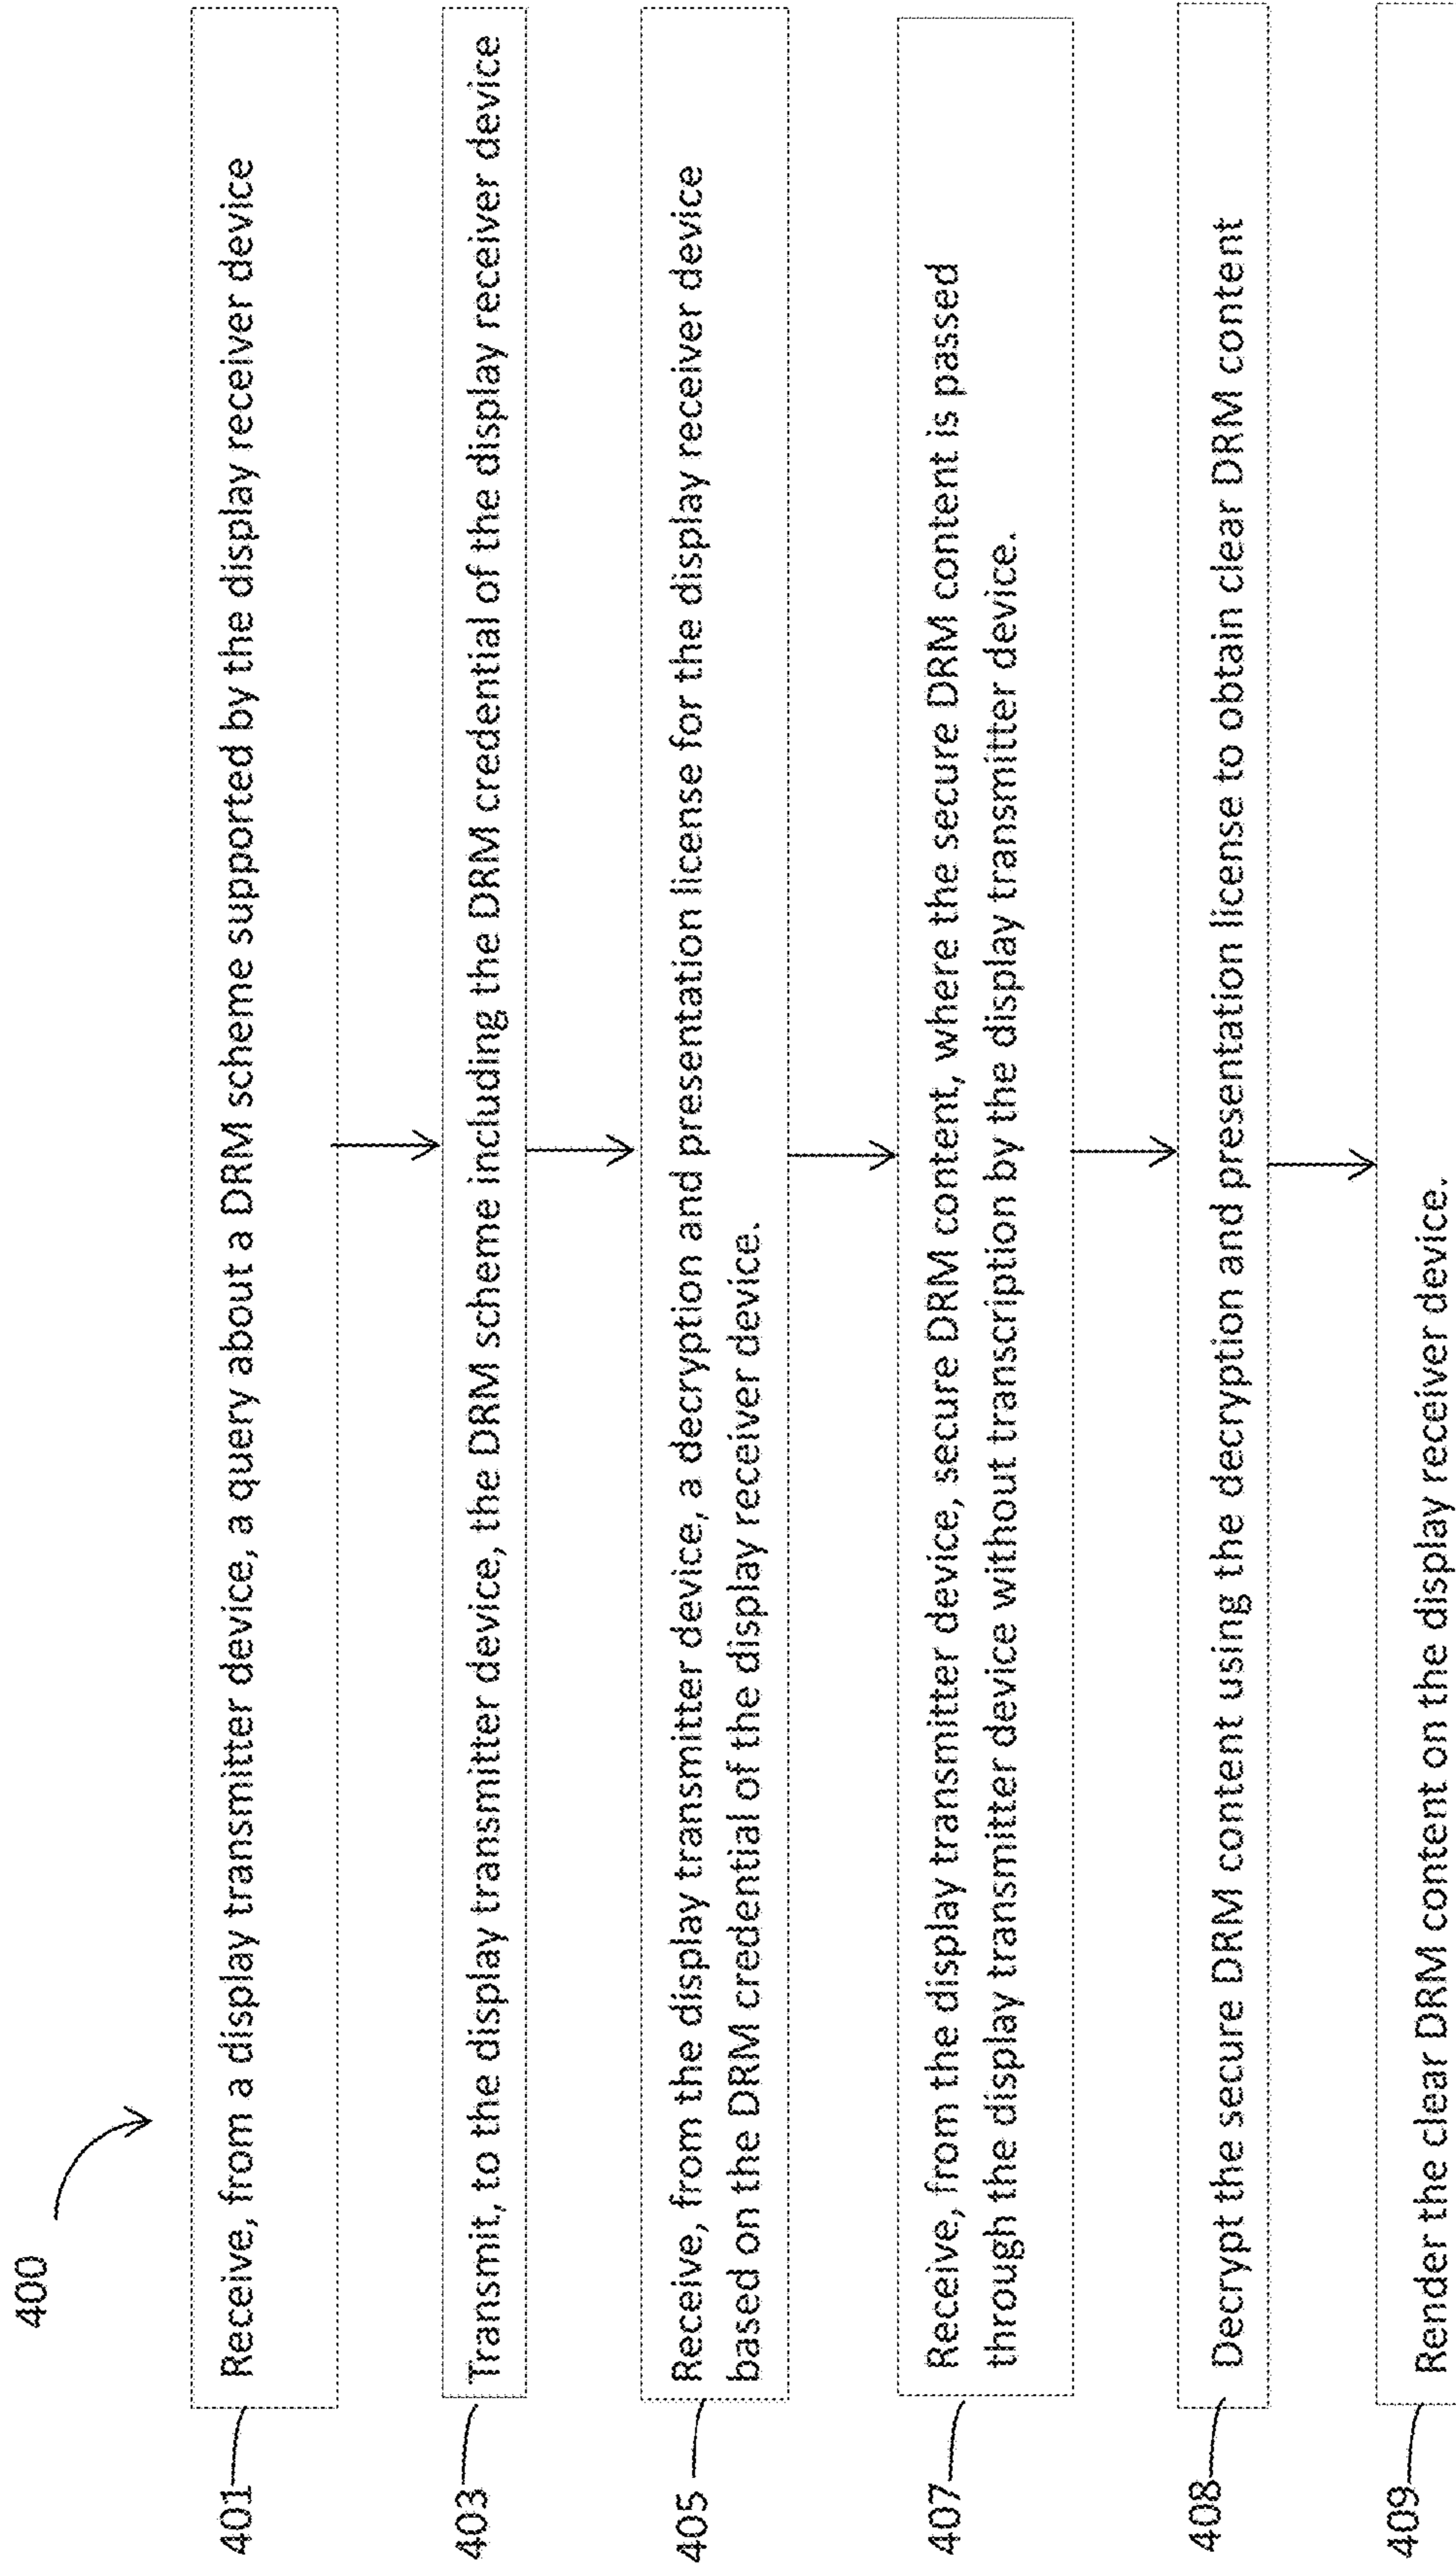 400
401
Receive, from a display transmitter device, a query about a DRM scheme supported by the display receiver device
403
Transmit, to the display transmitter device, the DRM scheme including the DRM credential of the display receiver device
405
Receive, from the display transmitter device, a decryption and presentation license for the display receiver device
based on the DRM credential of the display receiver device.
407
Receive, from the display transmitter device, secure DRM content, where the secure DRM content is passed
through the display transmitter device without transcription by the display transmitter device.
408
Decrypt the secure DRM content using the decryption and presentation license to obtain clear DRM content
409
Render the clear DRM content on the display receiver device.